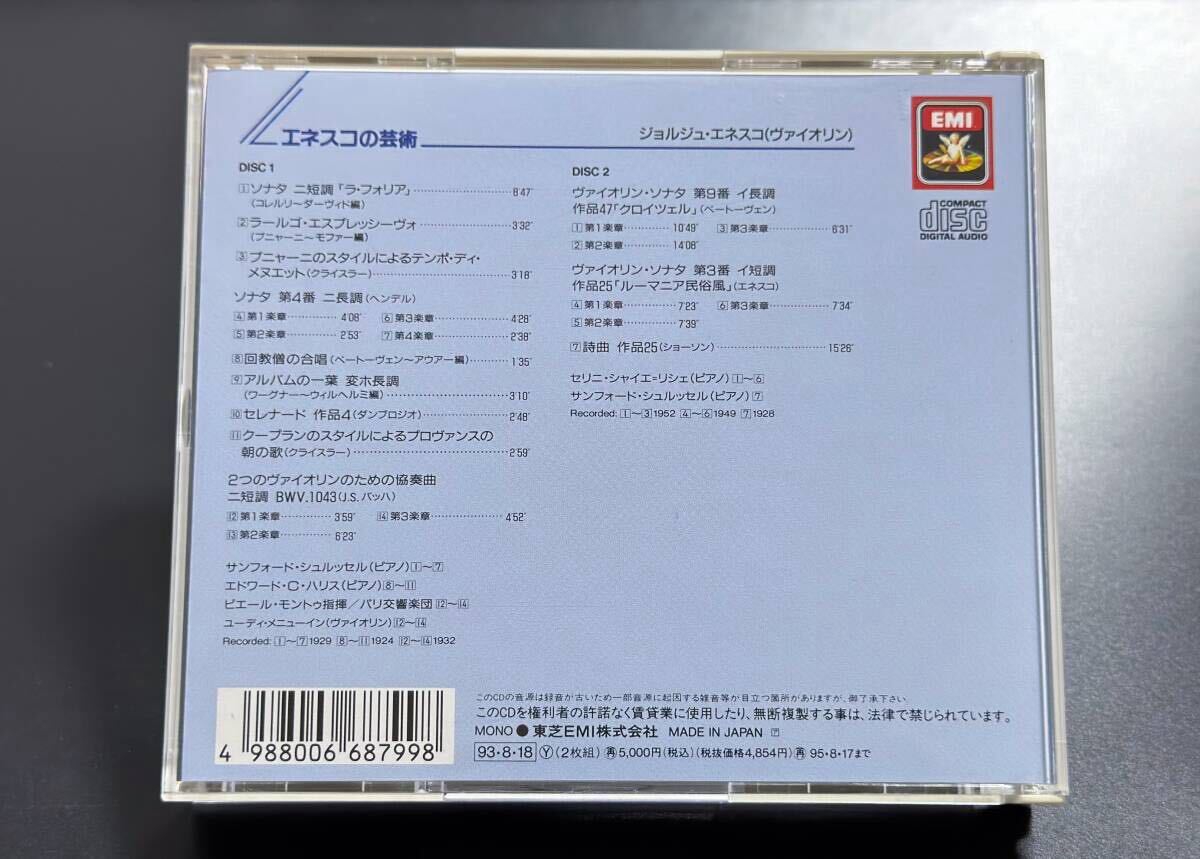 エネスコの芸術
ジョルジュ・エネスコ(ヴァイオリン)
EMI
COMPACT
disc
DIGITAL AUDIO
DISC 1
1 ソナタ ニ短調「ラ・フォリア」 8'47"
(コレルリ〜ダーヴィド編)
2 ラールゴ・エスプレッシーヴォ 3'32"
(プニャーニ〜モファー編)
3 プニャーニのスタイルによるテンポ・ディ・
メヌエット(クライスラー) 3'18"
ソナタ 第4番 ニ長調(ヘンデル)
4 第1楽章 4'08" 6 第3楽章 4'28"
5 第2楽章 2'53" 7 第4楽章 2'38"
8 回教僧の合唱(ベートーヴェン〜アウアー編) 1'35"
9 アルバムの一葉 変ホ長調
(ワーグナー〜ウィルヘルミ編) 3'10"
10 セレナード 作品4(ダンブロジオ) 2'48"
11 クープランのスタイルによるプロヴァンスの
朝の歌(クライスラー) 2'59"
2つのヴァイオリンのための協奏曲
ニ短調 BWV.1043(J.S.バッハ)
12 第1楽章 3'59" 14 第3楽章 4'52"
13 第2楽章 6'23"
サンフォード・シュルッセル(ピアノ)1〜7
エドワード・C・ハリス(ピアノ)8〜11
ピエール・モントゥ指揮/パリ交響楽団 12〜14
ユーディ・メニューイン(ヴァイオリン)12〜14
Recorded: 1〜7 1929 8〜11 1924 12〜14 1932
DISC 2
ヴァイオリン・ソナタ 第9番 イ長調
作品47「クロイツェル」(ベートーヴェン)
1 第1楽章 10'49" 3 第3楽章 6'31"
2 第2楽章 14'08"
ヴァイオリン・ソナタ 第3番 イ短調
作品25「ルーマニア民俗風」(エネスコ)
4 第1楽章 7'23" 6 第3楽章 7'34"
5 第2楽章 7'39"
7 詩曲 作品25(ショーソン) 15'26"
セリニ・シャイエ=リシェ(ピアノ)1〜6
サンフォード・シュルッセル(ピアノ)7
Recorded: 1〜3 1952 4〜6 1949 7 1928
4 988006 687998
このCDの音源は録音が古いため一部音源に起因する雑音等が目立つ箇所がありますが、御了承下さい。
このCDを権利者の許諾なく賃貸業に使用したり、無断複製する事は、法律で禁じられています。
MONO ● 東芝EMI株式会社 MADE IN JAPAN
93・8・18 Ⓨ(2枚組)㊢5,000円(税込)(税抜価格4,854円)㊢95・8・17まで